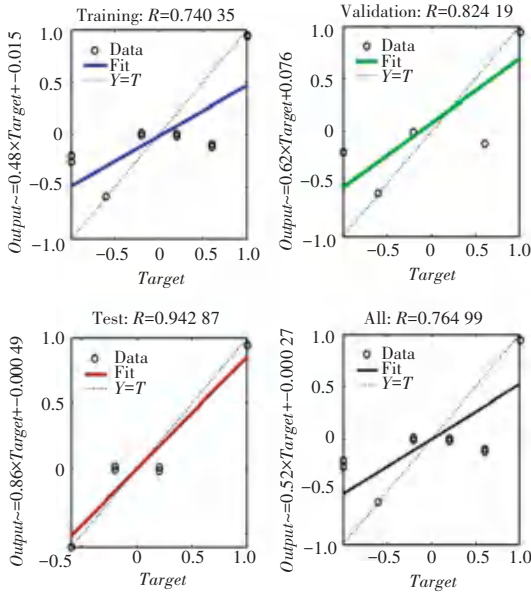 Training: R=0.740 35
Output~=0.48×Target+-0.015
1.0
0.5
0
-0.5
-1.0
Data
Fit
Y=T
0
0.5
1.0
Target
Validation: R=0.824 19
Output~=0.62×Target+0.076
1.0
0.5
0
-0.5
-1.0
Data
Fit
Y=T
-0.5
0
0.5
1.0
Target
Test: R=0.942 87
Output~=0.86×Target+-0.000 49
1.0
0.5
0
Data
Fit
Y=T
-0.5
0
0.5
1.0
Target
All: R=0.764 99
Output~=0.52×Target+-0.000 27
1.0
0.5
0
-0.5
-1.0
Data
Fit
Y=T
-0.5
0
0.5
1.0
Target